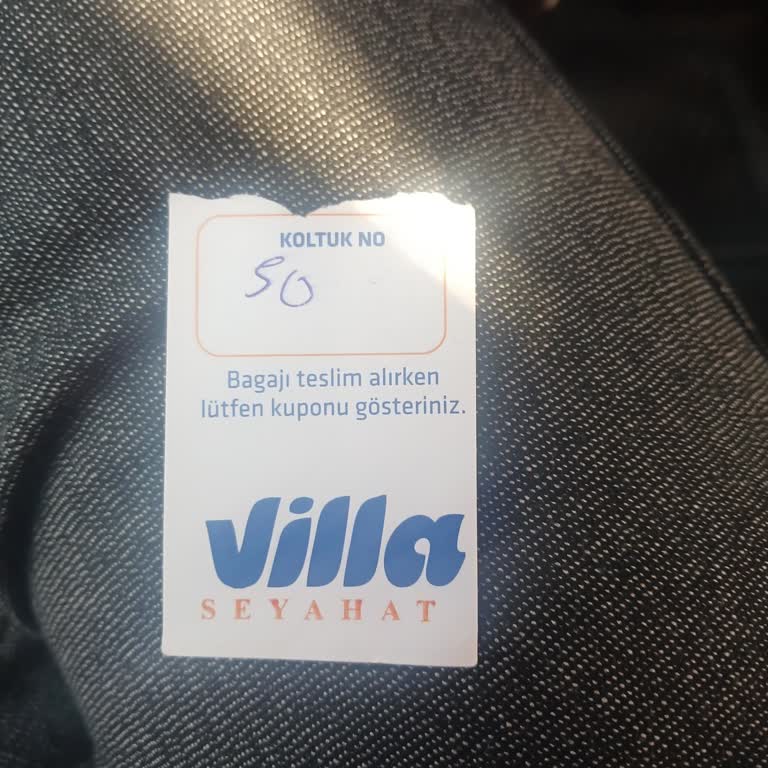 KOLTUK NO
50
Bagajı teslim alırken
lütfen kuponu gösteriniz.
Villa
SEYAHAT